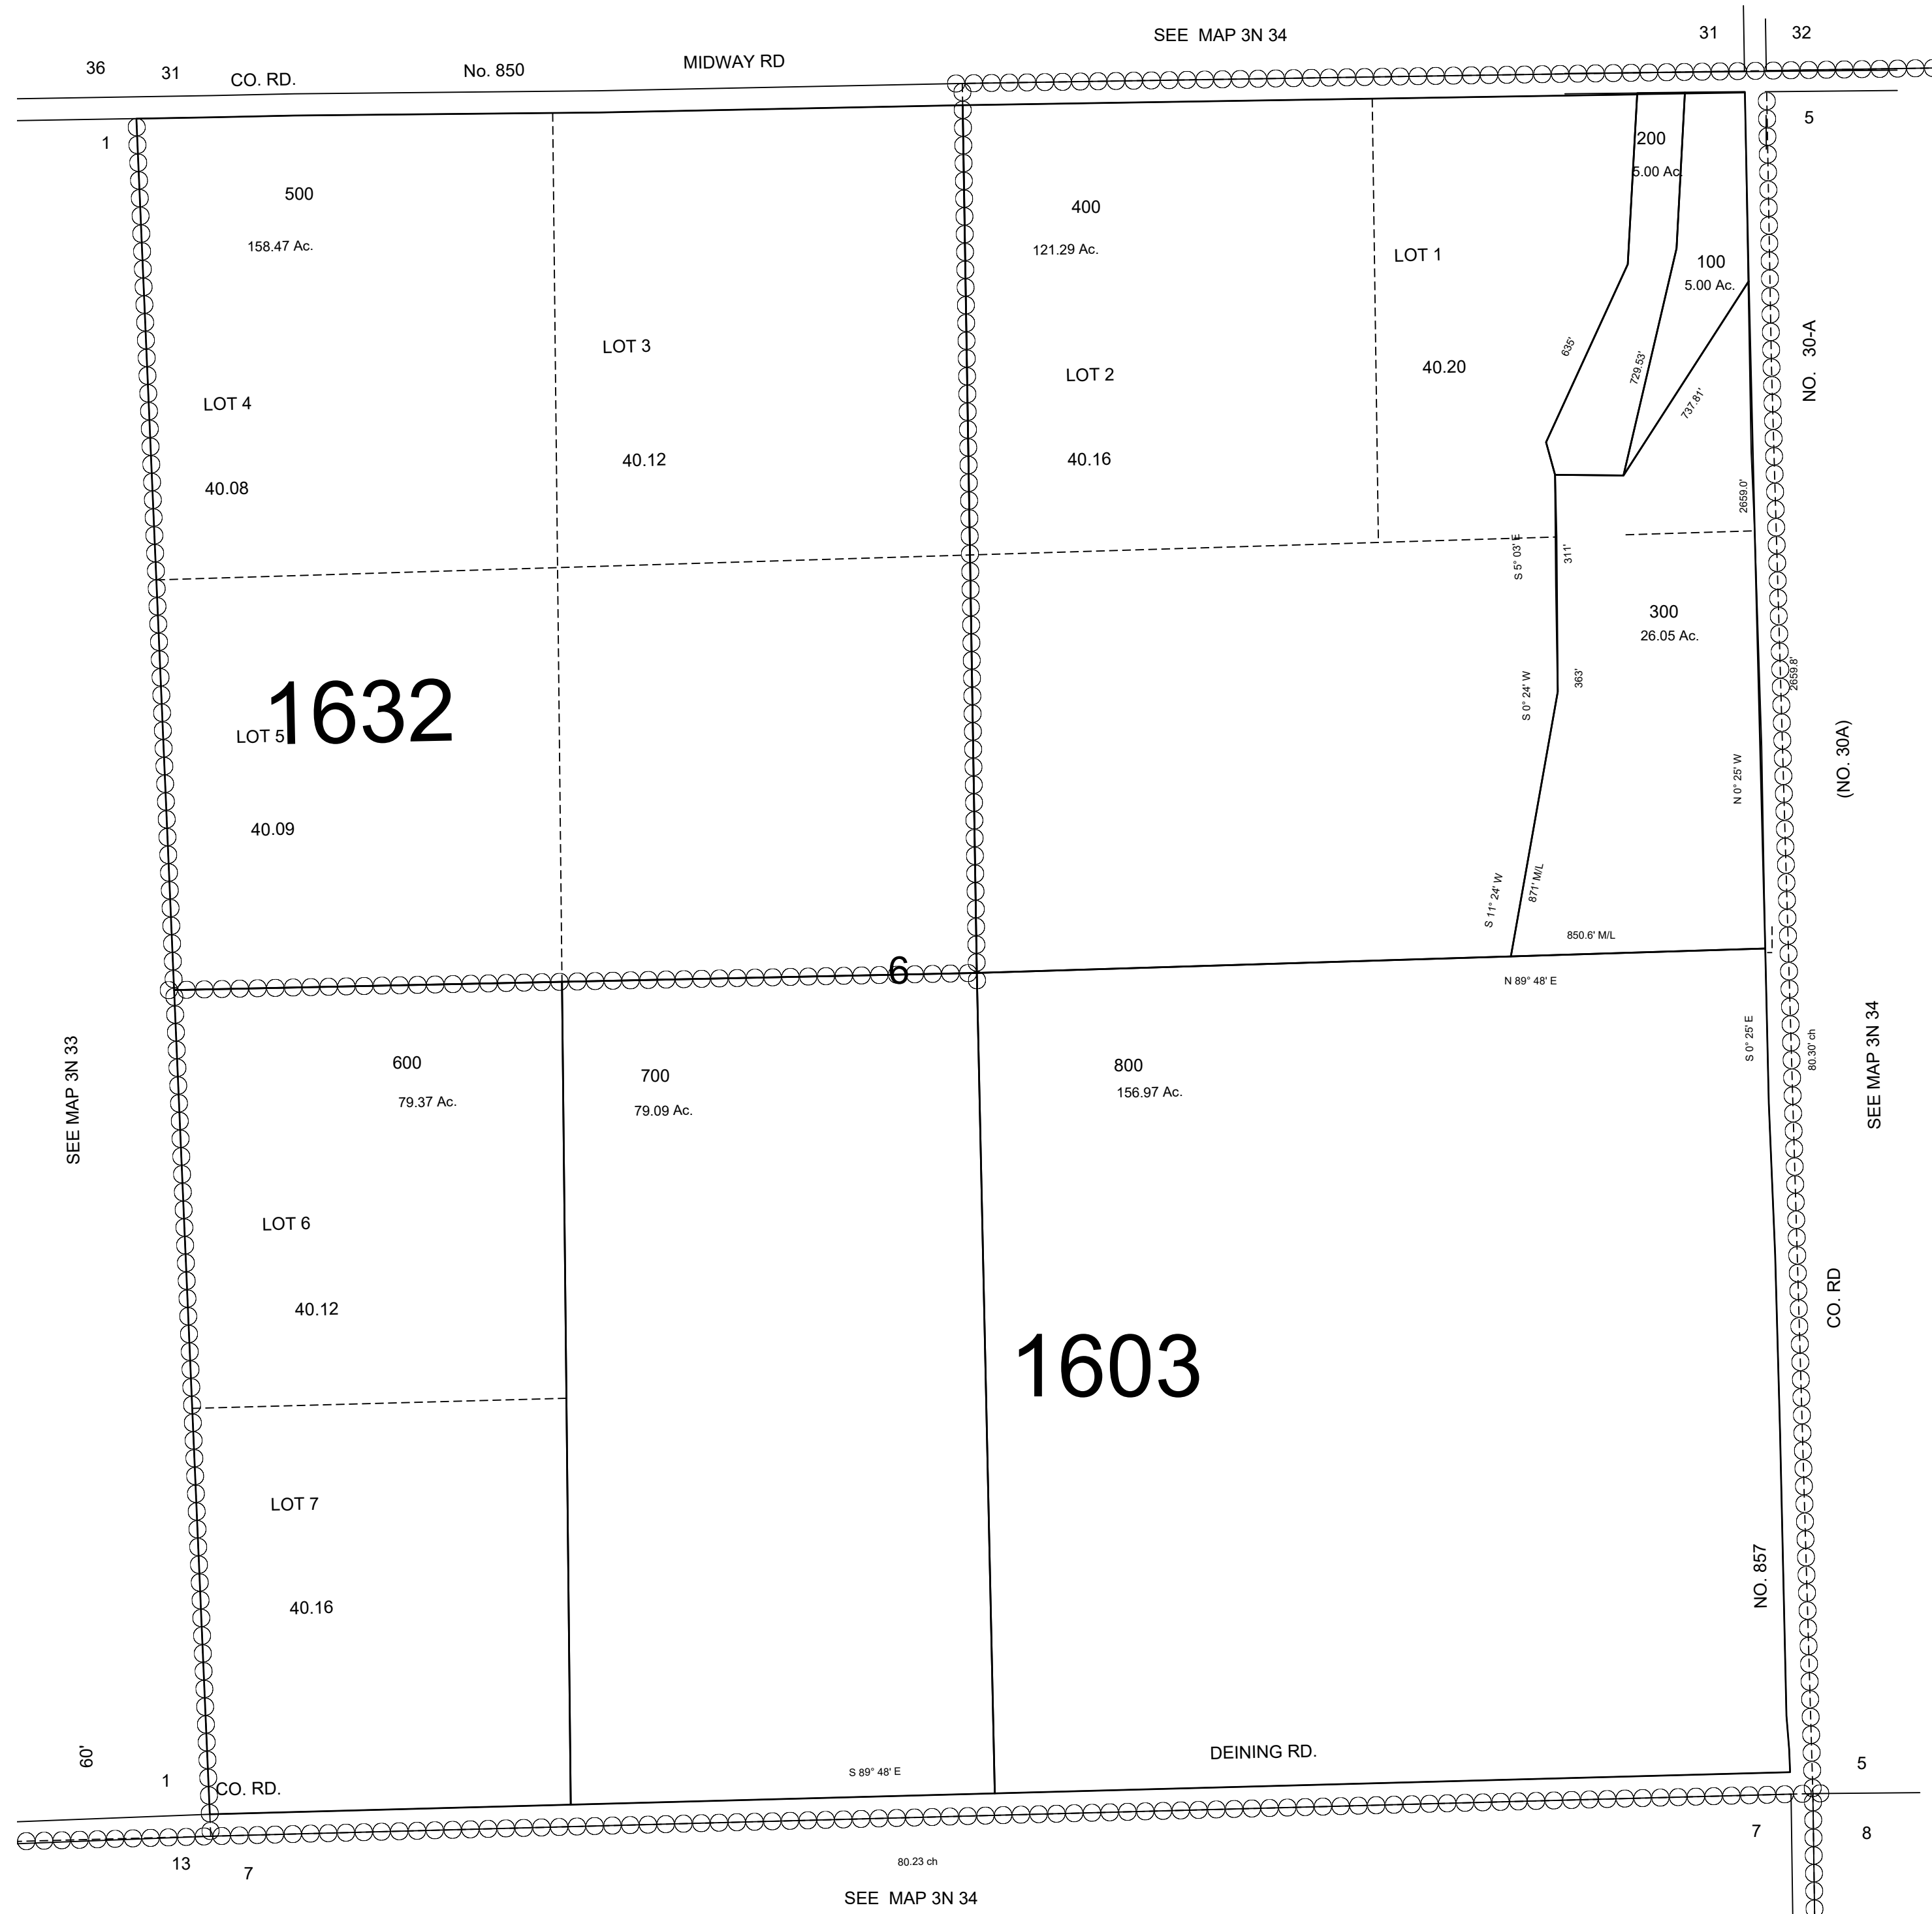 SEE MAP 3N 34
31
32
36
31
CO. RD.
No. 850
MIDWAY RD
1
5
200
5.00 Ac.
500
158.47 Ac.
400
121.29 Ac.
LOT 1
100
5.00 Ac.
NO. 30-A
635'
729.53'
737.81'
LOT 3
LOT 2
40.20
LOT 4
40.12
40.16
40.08
2659.0'
S 5° 03' E
311'
300
26.05 Ac.
2659.8'
S 0° 24' W
363'
1632
LOT 5
(NO. 30A)
N 0° 25' W
40.09
S 11° 24' W
871' M/L
850.6' M/L
6
N 89° 48' E
SEE MAP 3N 33
S 0° 25' E
80.30' ch
SEE MAP 3N 34
600
79.37 Ac.
700
79.09 Ac.
800
156.97 Ac.
LOT 6
40.12
CO. RD
1603
LOT 7
40.16
NO. 857
60'
1
CO. RD.
S 89° 48' E
DEINING RD.
5
13
7
80.23 ch
7
8
SEE MAP 3N 34